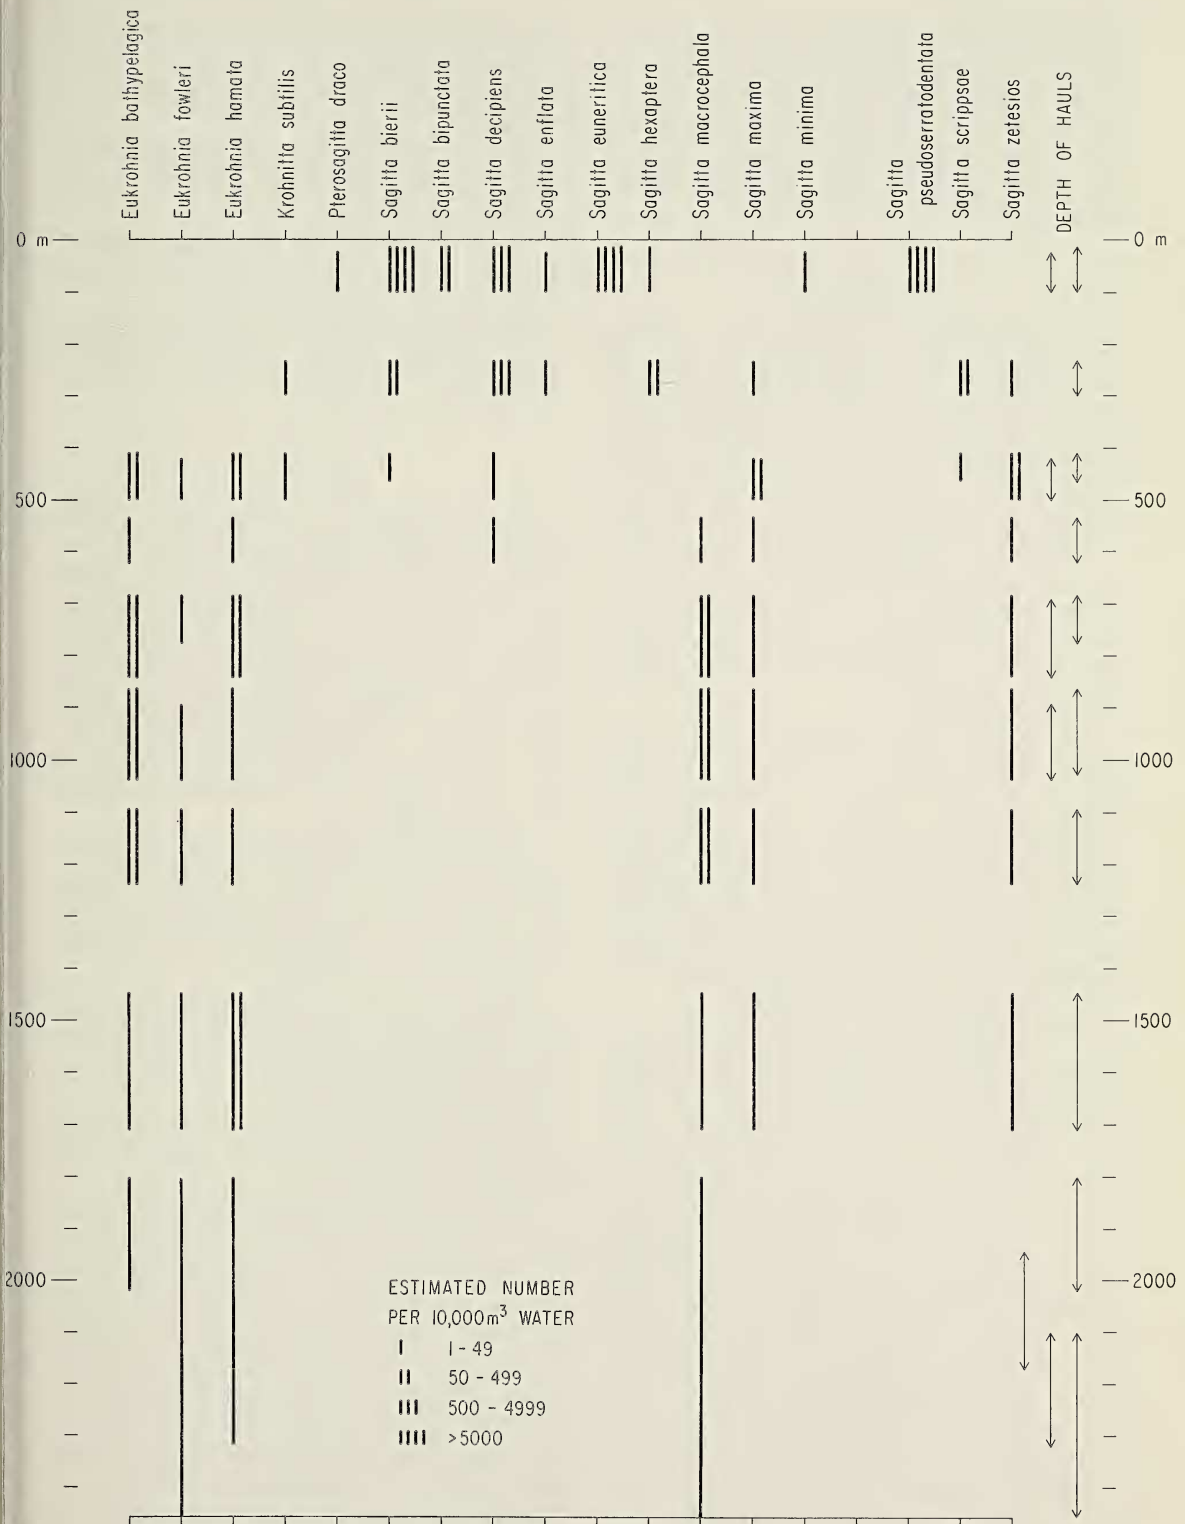 Eukrohnia bathypelagica
Eukrohnia fowleri
Eukrohnia hamata
Krohnitta subtilis
Pterosagitta draco
Sagitta bierii
Sagitta bipunctata
Sagitta decipiens
Sagitta enflata
Sagitta euneritica
Sagitta hexaptera
Sagitta macrocephala
Sagitta maxima
Sagitta minima
Sagitta
pseudoserratodentata
Sagitta scrippsae
Sagitta zetesios
DEPTH OF HAULS
0 m
0 m
500
500
1000
1000
1500
1500
2000
2000
ESTIMATED NUMBER
PER 10,000m³ WATER
I 1-49
II 50-499
III 500-4999
IIII >5000